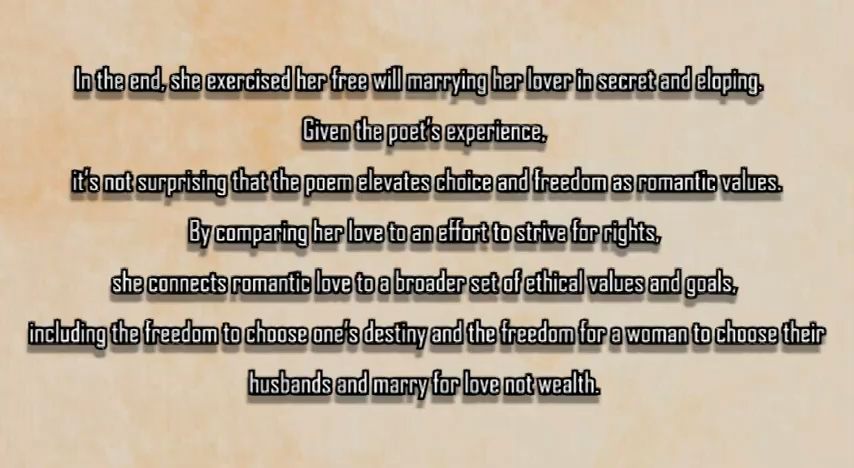 In the end, she exercised her free will marrying her lover in secret and eloping.
Given the poet's experience,
it's not surprising that the poem elevates choice and freedom as romantic values.
By comparing her love to an effort to strive for rights,
she connects romantic love to a broader set of ethical values and goals,
including the freedom to choose one's destiny and the freedom for a woman to choose their
husbands and marry for love not wealth.